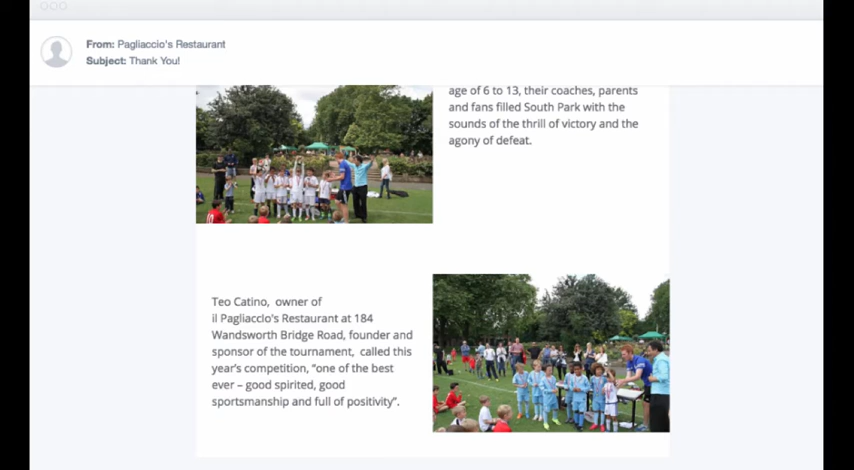 From: Pagliaccio's Restaurant
Subject: Thank You!
age of 6 to 13, their coaches, parents
and fans filled South Park with the
sounds of the thrill of victory and the
agony of defeat.
Teo Catino,  owner of
il Pagliaccio's Restaurant at 184
Wandsworth Bridge Road, founder and
sponsor of the tournament,  called this
year's competition, “one of the best
ever – good spirited, good
sportsmanship and full of positivity”.